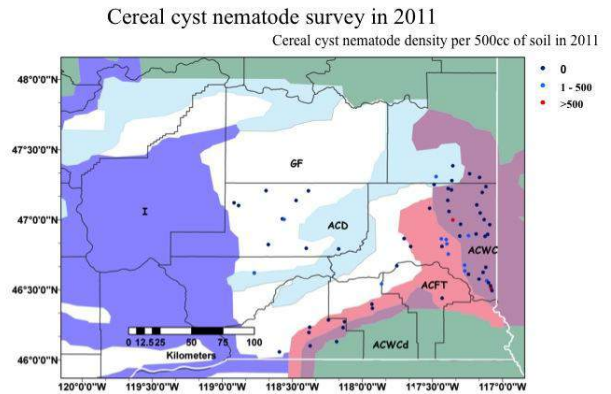 Cereal cyst nematode survey in 2011
Cereal cyst nematode density per 500cc of soil in 2011
0
1 - 500
>500
48°0'0"N
47°30'0"N
47°0'0"N
46°30'0"N
46°0'0"N
GF
I
ACD
ACWC
ACFT
ACWCd
0 12.5 25 50 75 100
Kilometers
120°0'0"W 119°30'0"W 119°0'0"W 118°30'0"W 118°0'0"W 117°30'0"W 117°0'0"W